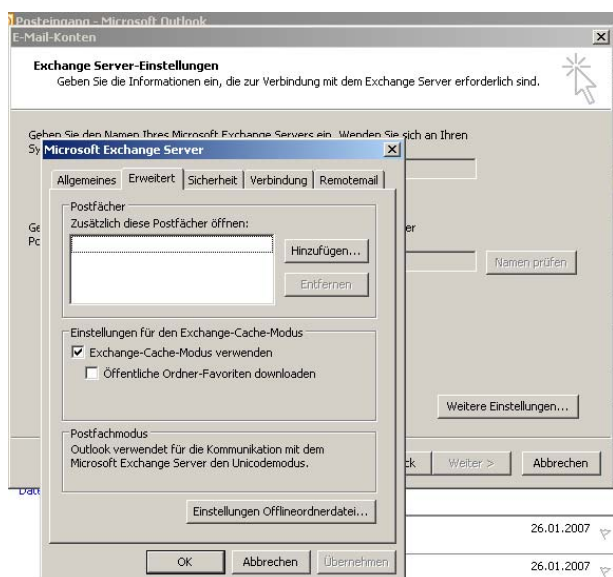 Posteingang - Microsoft Outlook
E-Mail-Konten
Exchange Server-Einstellungen
Geben Sie die Informationen ein, die zur Verbindung mit dem Exchange Server erforderlich sind.
Geben Sie den Namen Ihres Microsoft Exchange Servers ein. Wenden Sie sich an Ihren
Sy
Microsoft Exchange Server
Allgemeines Erweitert Sicherheit Verbindung Remotemail
Postfächer
Zusätzlich diese Postfächer öffnen:
Ge
er
Pc
Hinzufügen...
Namen prüfen
Entfernen
Einstellungen für den Exchange-Cache-Modus
Exchange-Cache-Modus verwenden
Öffentliche Ordner-Favoriten downloaden
Weitere Einstellungen...
Postfachmodus
Outlook verwendet für die Kommunikation mit dem
Microsoft Exchange Server den Unicodemodus.
ck Weiter > Abbrechen
Einstellungen Offlineordnerdatei...
26.01.2007
OK Abbrechen Übernehmen
26.01.2007